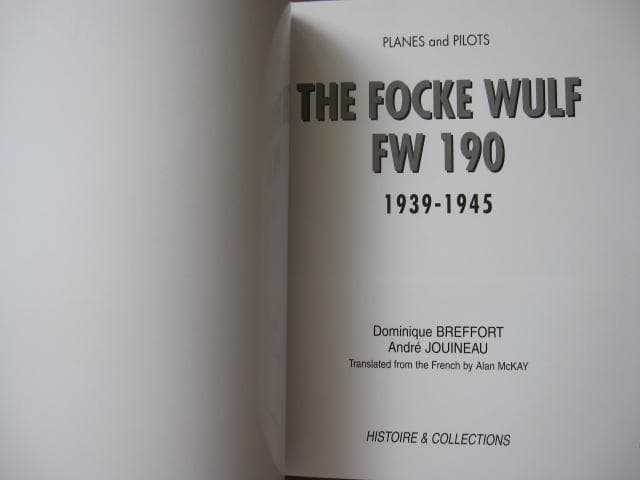 PLANES and PILOTS
THE FOCKE WULF
FW 190
1939-1945
Dominique BREFFORT
André JOUINEAU
Translated from the French by Alan McKAY
HISTOIRE & COLLECTIONS